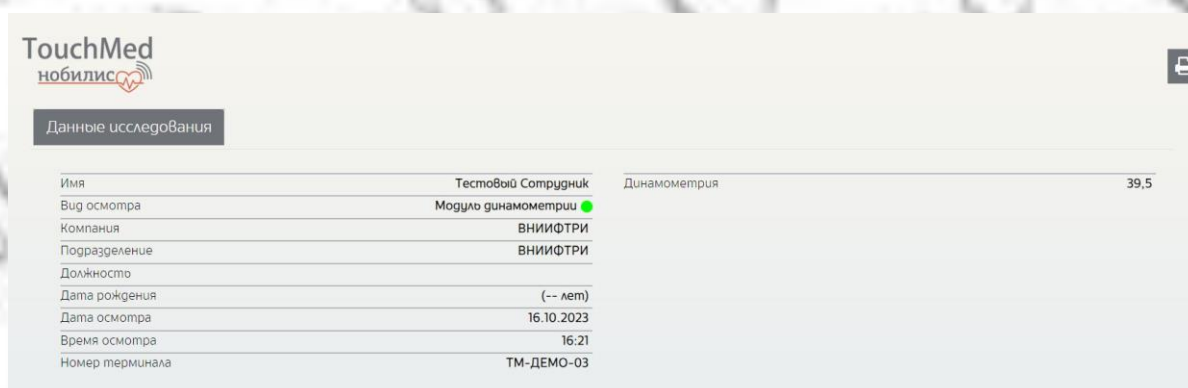 TouchMed
нобилис
Данные исследования
Имя Тестовый Сотрудник
Вид осмотра Модуль динамометрии
Компания ВНИИФТРИ
Подразделение ВНИИФТРИ
Должность
Дата рождения (-- лет)
Дата осмотра 16.10.2023
Время осмотра 16:21
Номер терминала ТМ-ДЕМО-03
Динамометрия 39,5